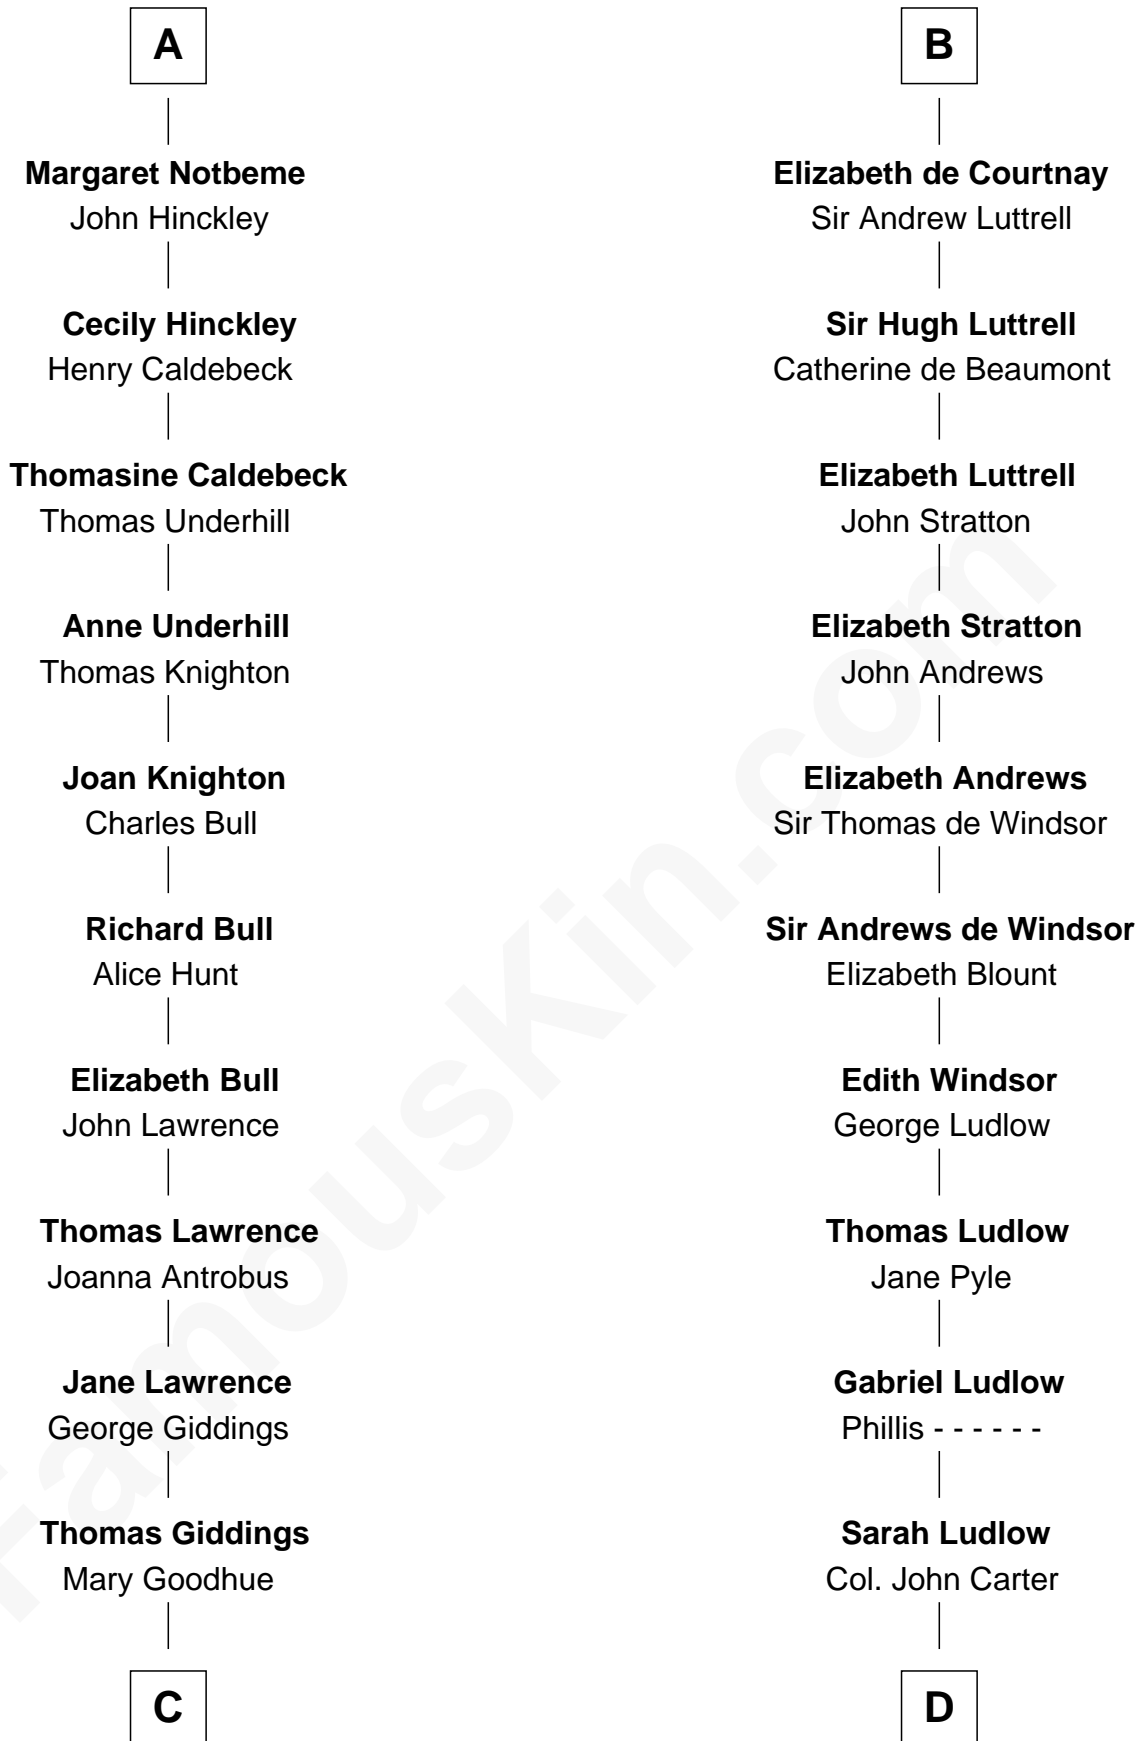 A
Margaret Notbeme
John Hinckley
Cecily Hinckley
Henry Caldebeck
Thomasine Caldebeck
Thomas Underhill
Anne Underhill
Thomas Knighton
Joan Knighton
Charles Bull
Richard Bull
Alice Hunt
Elizabeth Bull
John Lawrence
Thomas Lawrence
Joanna Antrobus
Jane Lawrence
George Giddings
Thomas Giddings
Mary Goodhue
C
B
Elizabeth de Courtnay
Sir Andrew Luttrell
Sir Hugh Luttrell
Catherine de Beaumont
Elizabeth Luttrell
John Stratton
Elizabeth Stratton
John Andrews
Elizabeth Andrews
Sir Thomas de Windsor
Sir Andrews de Windsor
Elizabeth Blount
Edith Windsor
George Ludlow
Thomas Ludlow
Jane Pyle
Gabriel Ludlow
Phillis - - - - - -
Sarah Ludlow
Col. John Carter
D
FamousKin.com